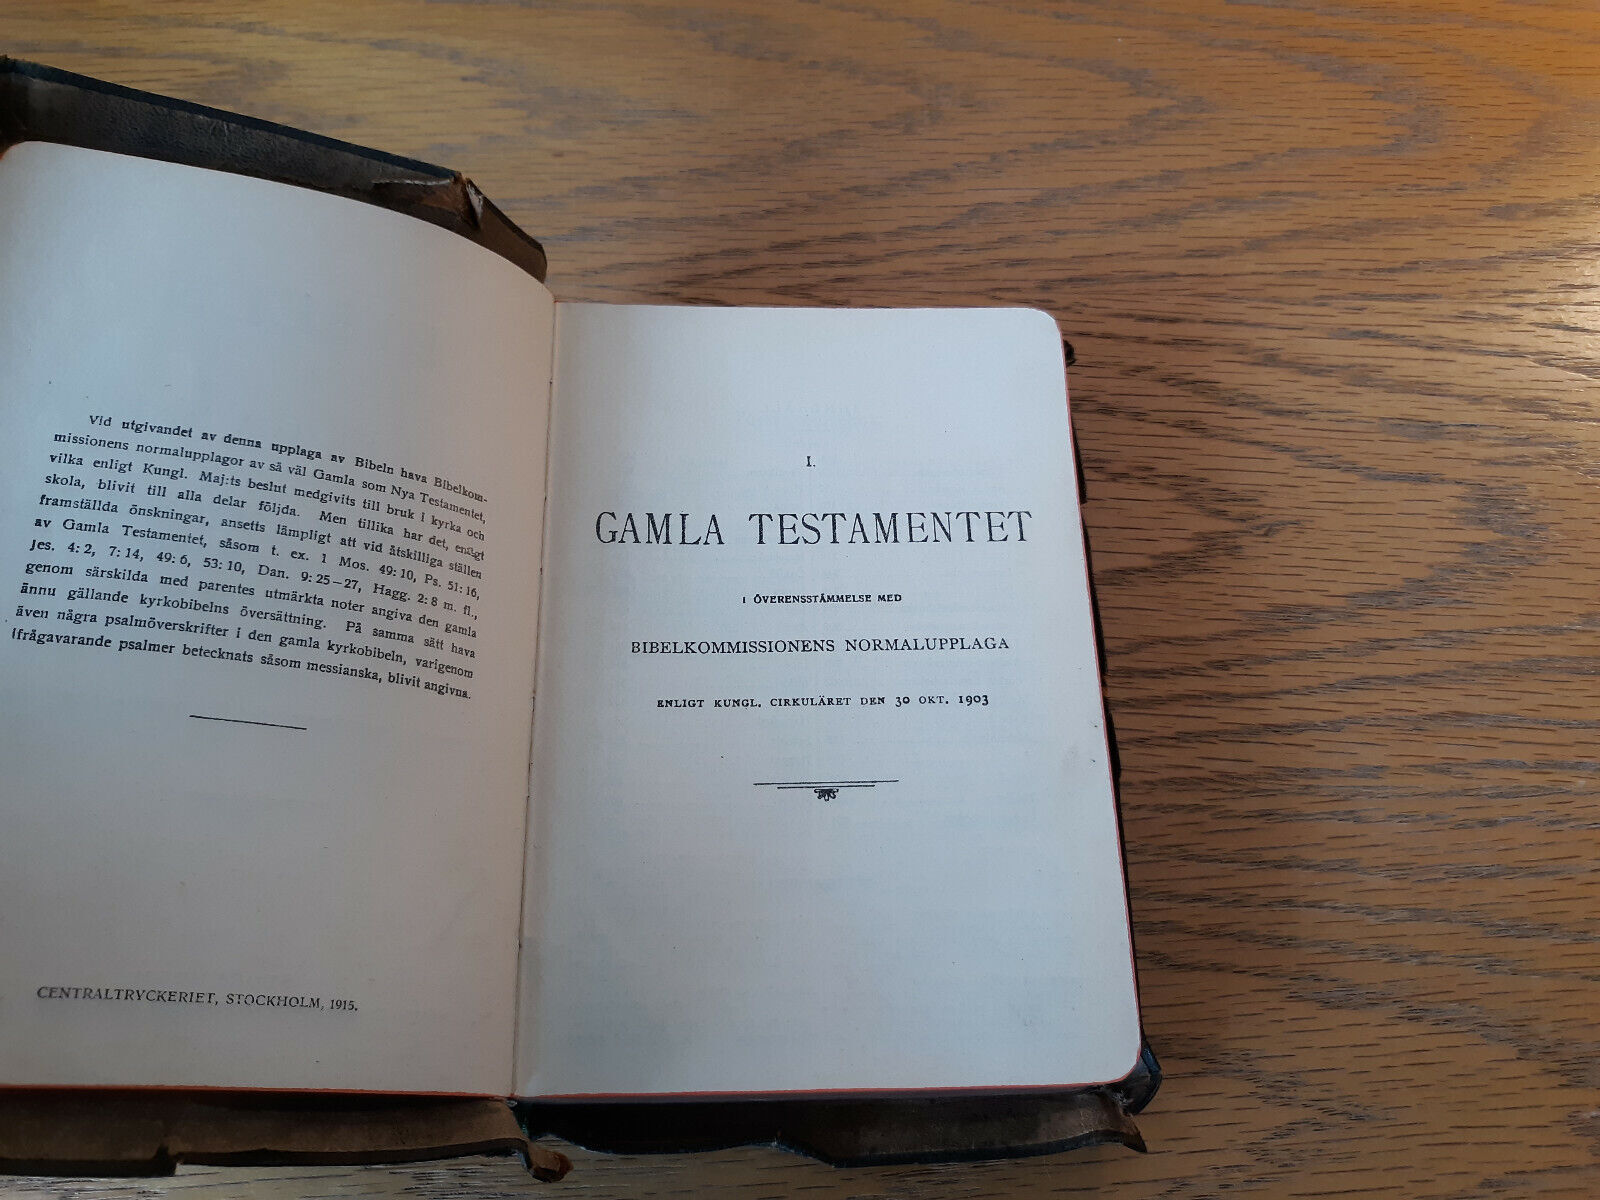 Vid utgivandet av denna upplaga av Bibeln hava Bibelkom-
missionens normalupplagor av så väl Gamla som Nya Testamentet,
vilka enligt Kungl. Maj:ts beslut medgivits till bruk i kyrka och
skola, blivit till alla delar följda. Men tillika har det, enligt
framställda önskningar, ansetts lämpligt att vid åtskilliga ställen
av Gamla Testamentet, såsom t. ex. 1 Mos. 49: 10, Ps. 51: 16,
Jes. 4: 2, 7: 14, 49: 6, 53: 10, Dan. 9: 25–27, Hagg. 2: 8 m. fl.,
genom särskilda med parentes utmärkta noter angiva den gamla
ännu gällande kyrkobibelns översättning. På samma sätt hava
även några psalmöverskrifter i den gamla kyrkobibeln, varigenom
ifrågavarande psalmer betecknats såsom messianska, blivit angivna.
CENTRALTRYCKERIET, STOCKHOLM, 1915.
I.
GAMLA TESTAMENTET
I ÖVERENSSTÄMMELSE MED
BIBELKOMMISSIONENS NORMALUPPLAGA
ENLIGT KUNGL. CIRKULÄRET DEN 30 OKT. 1903